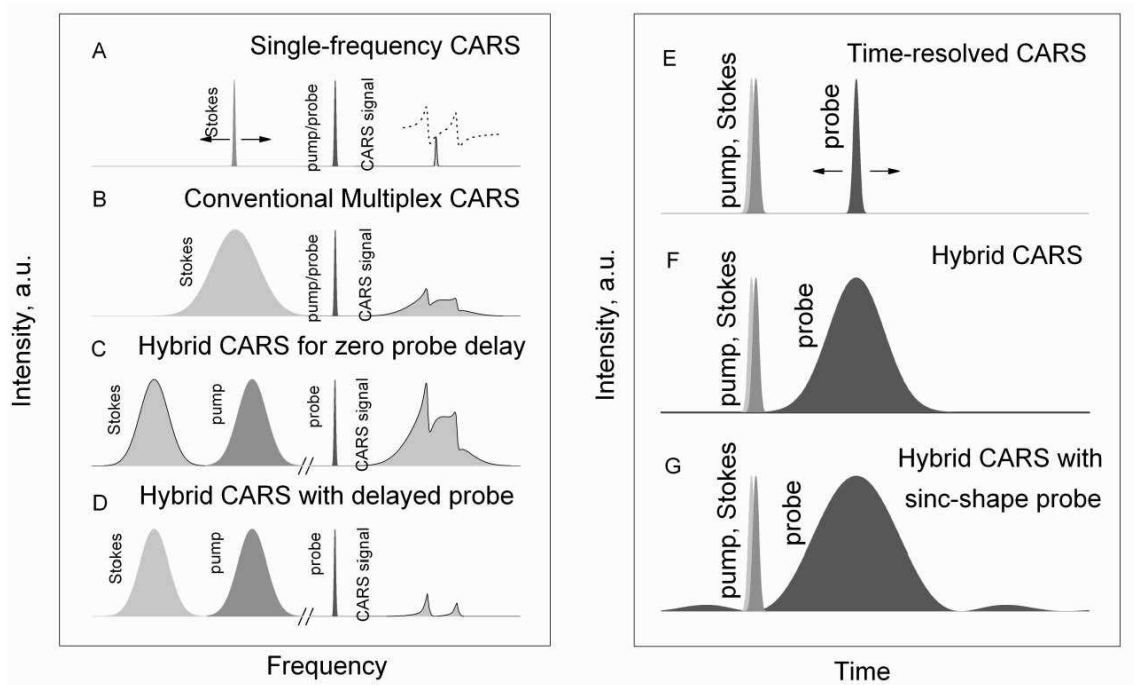 A
Single-frequency CARS
Stokes
pump/probe
CARS signal
B
Conventional Multiplex CARS
Stokes
pump/probe
CARS signal
C
Hybrid CARS for zero probe delay
Stokes
pump
probe
CARS signal
D
Hybrid CARS with delayed probe
Stokes
pump
probe
CARS signal
Intensity, a.u.
Frequency
E
Time-resolved CARS
pump, Stokes
probe
F
Hybrid CARS
pump, Stokes
probe
G
Hybrid CARS with
sinc-shape probe
pump, Stokes
probe
Intensity, a.u.
Time